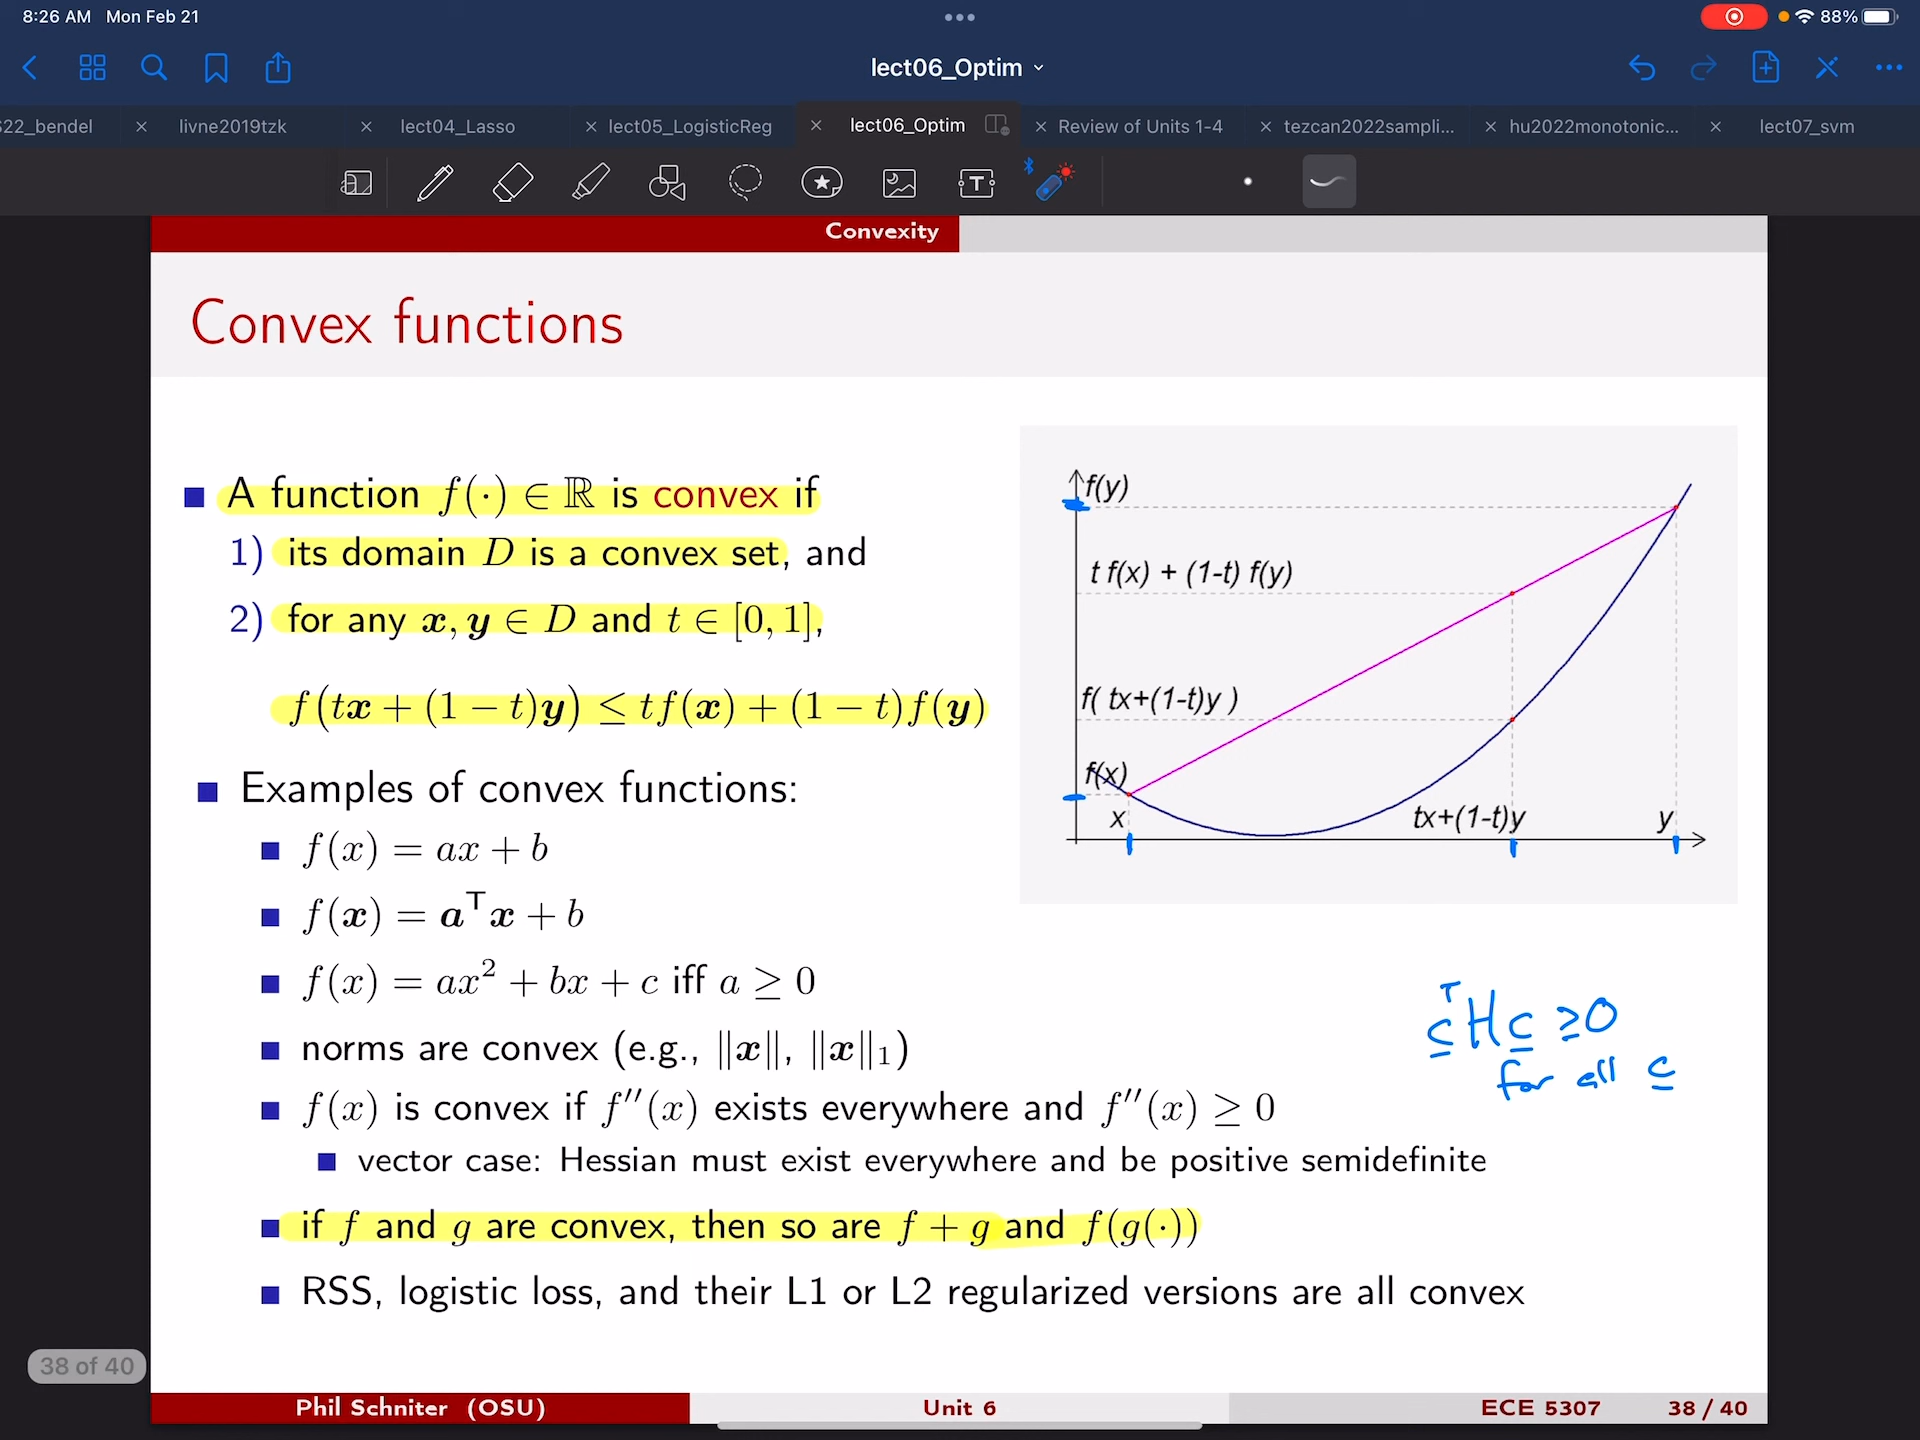 8:26 AM Mon Feb 21
88%
lect06_Optim
S22_bendel
livne2019tzk
lect04_Lasso
lect05_LogisticReg
lect06_Optim
Review of Units 1-4
tezcan2022sampli...
hu2022monotonic...
lect07_svm
Convexity
Convex functions
A function f(·) ∈ ℝ is convex if
1) its domain D is a convex set, and
2) for any x, y ∈ D and t ∈ [0, 1],
f(tx + (1 − t)y) ≤ tf(x) + (1 − t)f(y)
f(y)
t f(x) + (1-t) f(y)
f( tx+(1-t)y )
f(x)
x
tx+(1-t)y
y
Examples of convex functions:
f(x) = ax + b
f(x) = aᵀx + b
f(x) = ax² + bx + c iff a ≥ 0
norms are convex (e.g., ‖x‖, ‖x‖₁)
f(x) is convex if f″(x) exists everywhere and f″(x) ≥ 0
vector case: Hessian must exist everywhere and be positive semidefinite
if f and g are convex, then so are f + g and f(g(·))
RSS, logistic loss, and their L1 or L2 regularized versions are all convex
c̲ᵀHc̲ ≥0
for all c̲
38 of 40
Phil Schniter (OSU)
Unit 6
ECE 5307
38 / 40